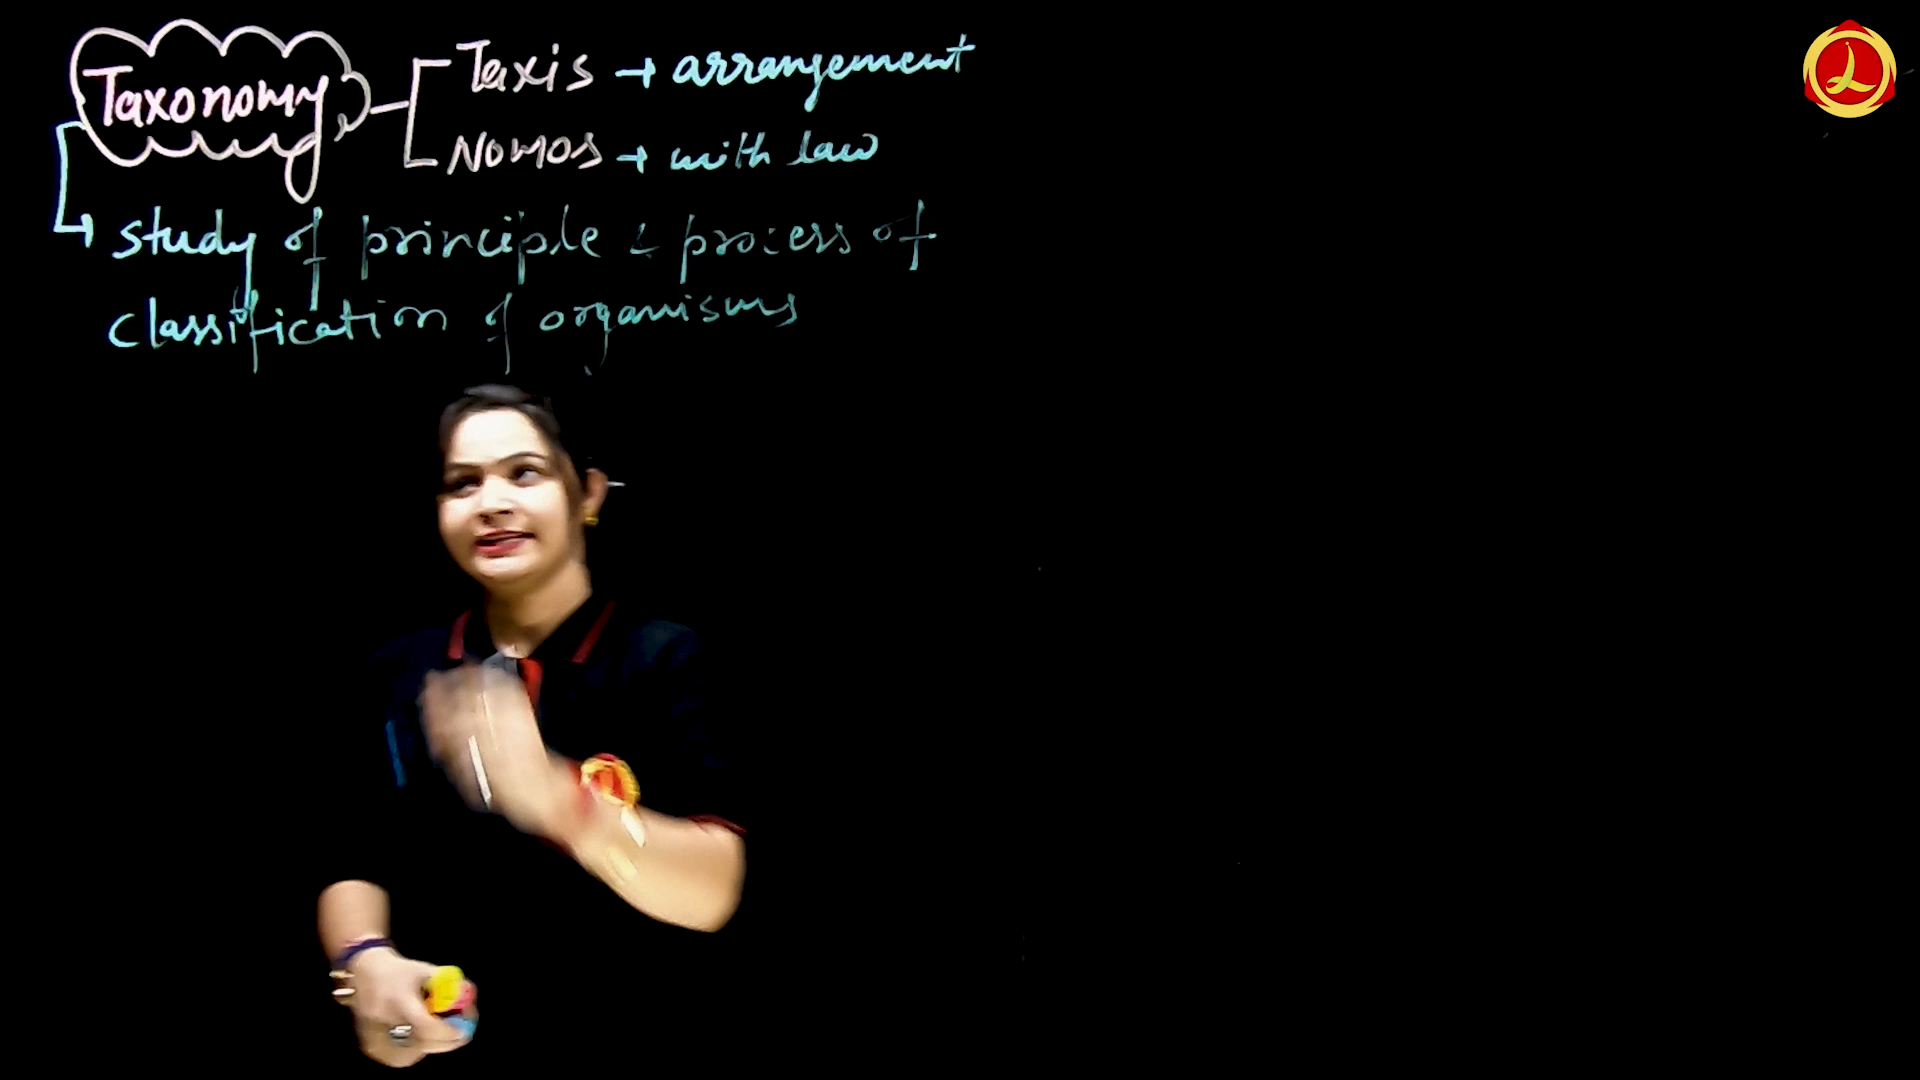 Taxonomy
Taxis → arrangement
Nomos → with law
study of principle & process of
classification of organisms